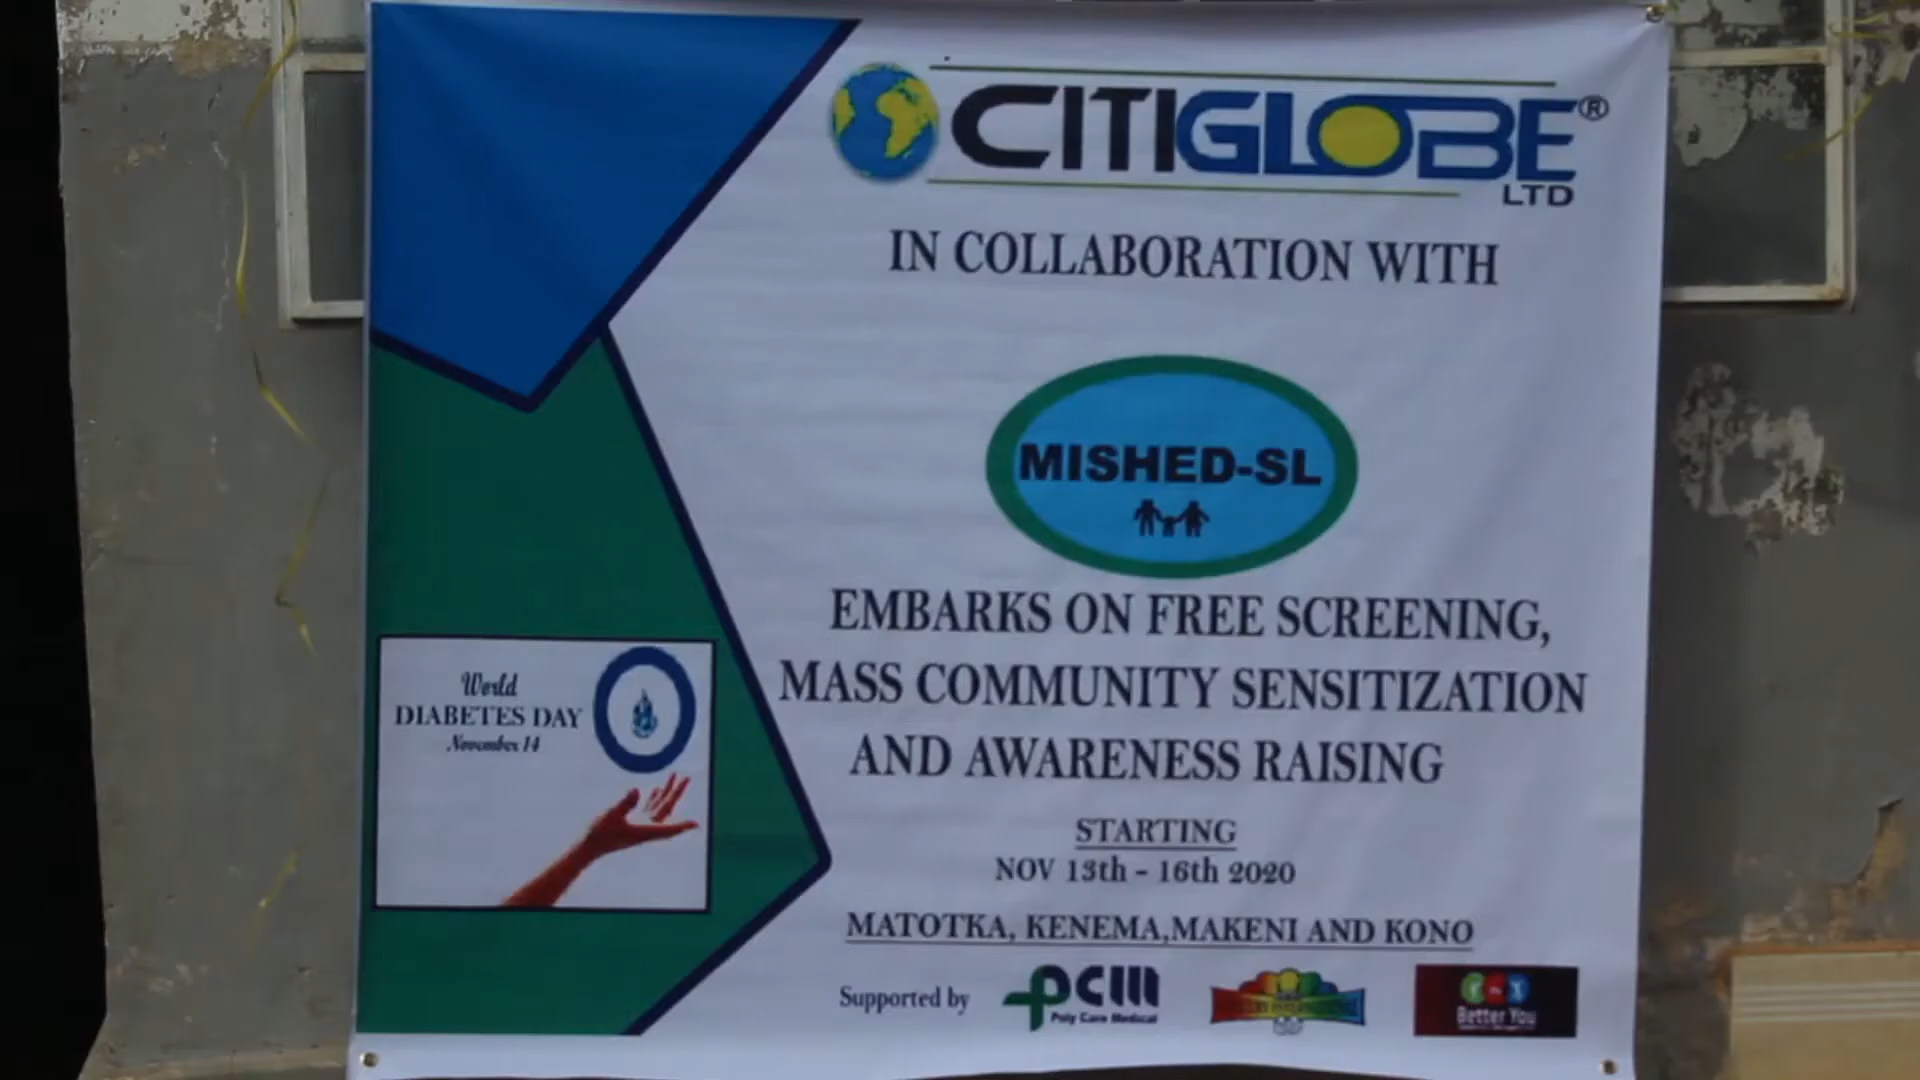 CITIGLOBE®
LTD
IN COLLABORATION WITH
MISHED-SL
EMBARKS ON FREE SCREENING,
MASS COMMUNITY SENSITIZATION
AND AWARENESS RAISING
World
DIABETES DAY
November 14
STARTING
NOV 13th - 16th 2020
MATOTKA, KENEMA,MAKENI AND KONO
Supported by
PCM
Poly Care Medical
Better You